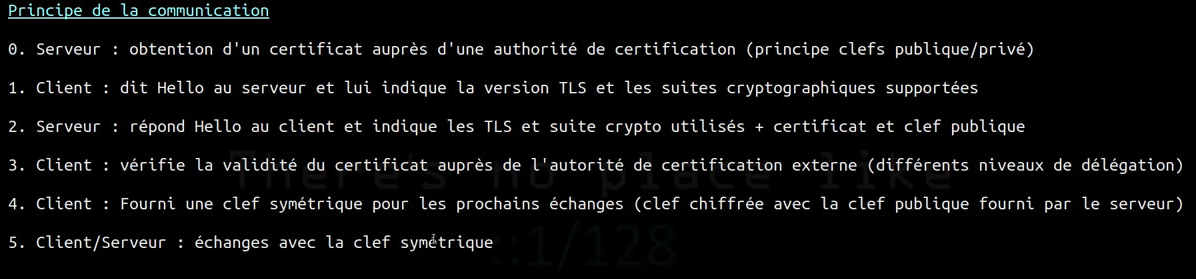 Principe de la communication
0. Serveur : obtention d'un certificat auprès d'une authorité de certification (principe clefs publique/privé)
1. Client : dit Hello au serveur et lui indique la version TLS et les suites cryptographiques supportées
2. Serveur : répond Hello au client et indique les TLS et suite crypto utilisés + certificat et clef publique
3. Client : vérifie la validité du certificat auprès de l'autorité de certification externe (différents niveaux de délégation)
There's no place like
4. Client : Fourni une clef symétrique pour les prochains échanges (clef chiffrée avec la clef publique fourni par le serveur)
5. Client/Serveur : échanges avec la clef symétrique
::1/128